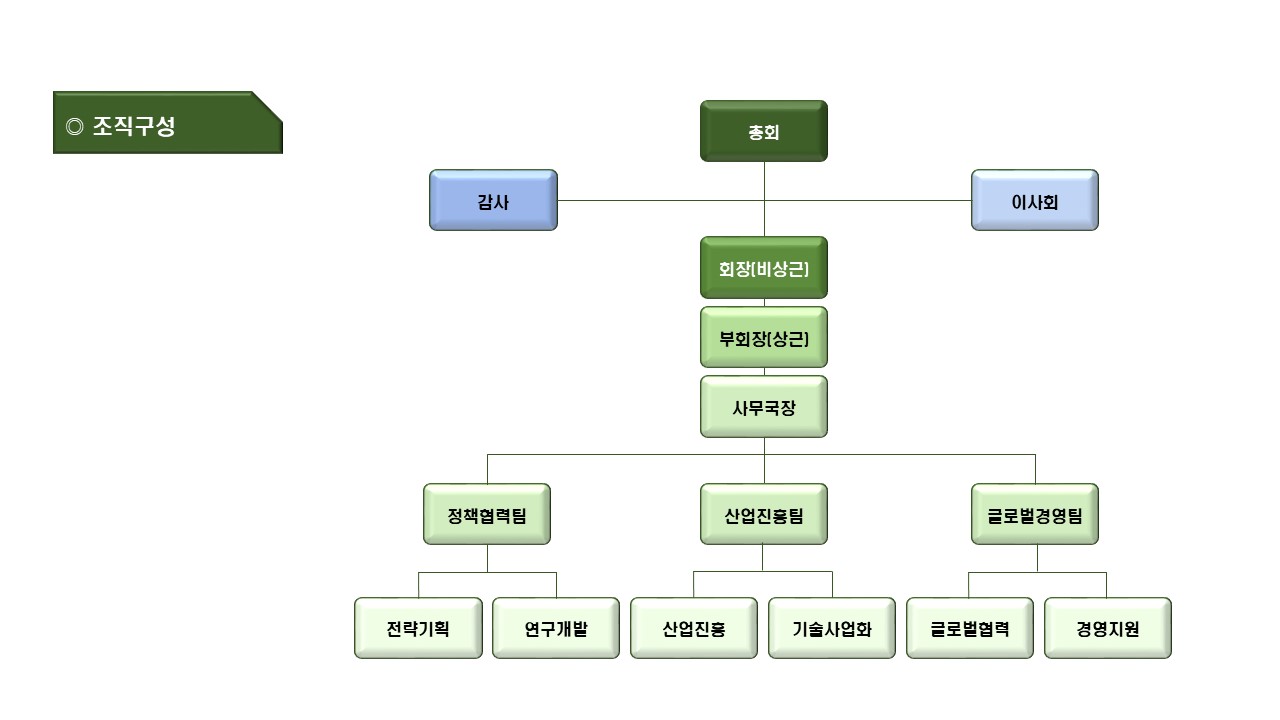 ◎ 조직구성
총회
감사
이사회
회장(비상근)
부회장(상근)
사무국장
정책협력팀
산업진흥팀
글로벌경영팀
전략기획
연구개발
산업진흥
기술사업화
글로벌협력
경영지원